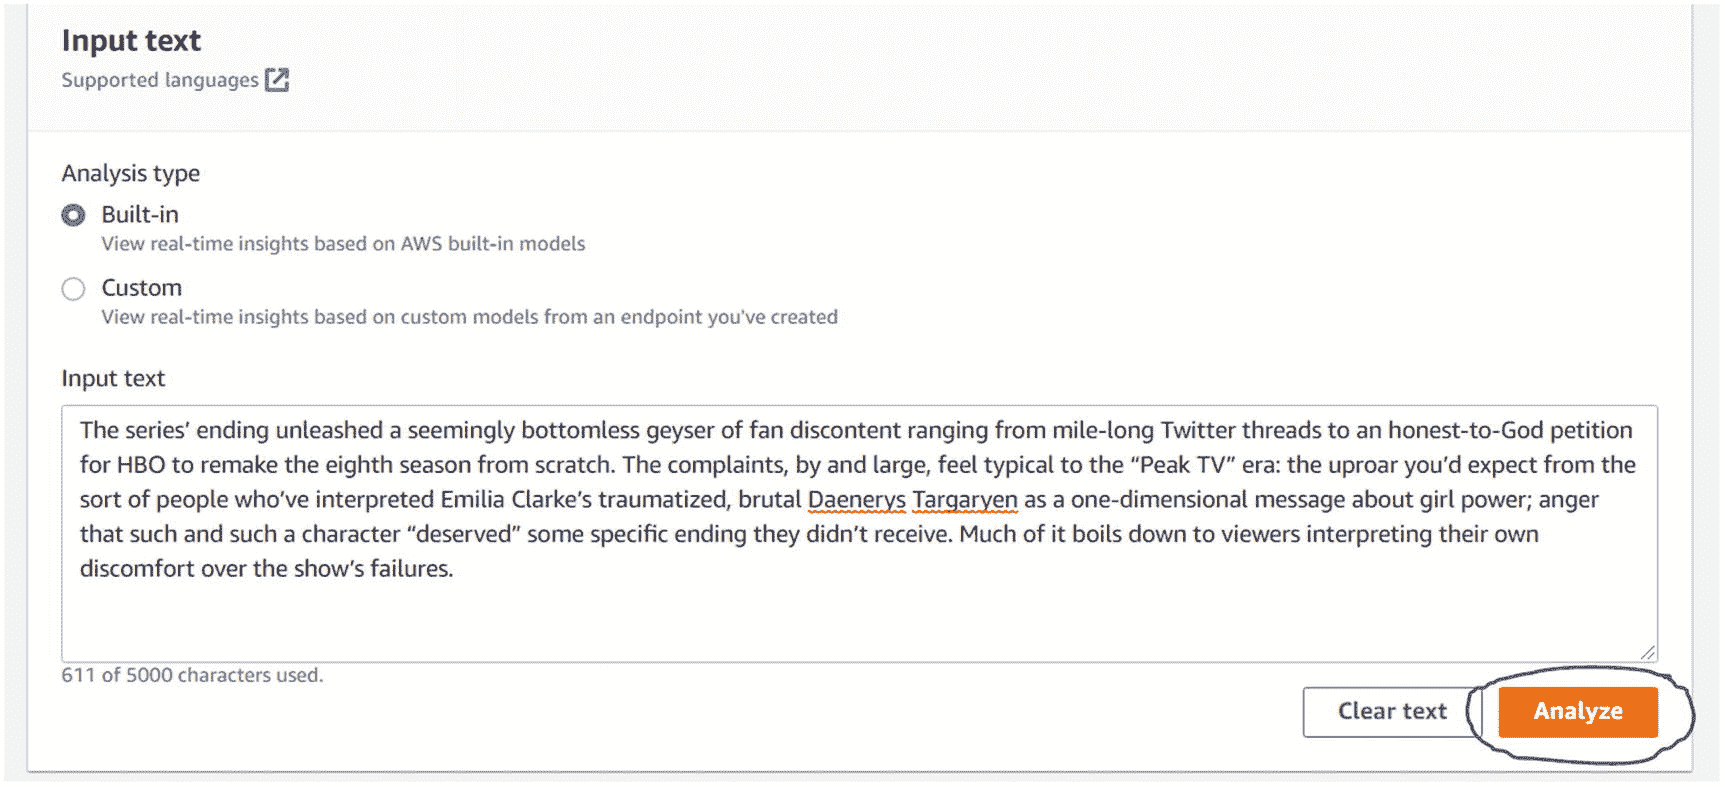 Input text
Supported languages
Analysis type
Built-in
View real-time insights based on AWS built-in models
Custom
View real-time insights based on custom models from an endpoint you've created
Input text
The series’ ending unleashed a seemingly bottomless geyser of fan discontent ranging from mile-long Twitter threads to an honest-to-God petition
for HBO to remake the eighth season from scratch. The complaints, by and large, feel typical to the “Peak TV” era: the uproar you’d expect from the
sort of people who’ve interpreted Emilia Clarke’s traumatized, brutal Daenerys Targaryen as a one-dimensional message about girl power; anger
that such and such a character “deserved” some specific ending they didn’t receive. Much of it boils down to viewers interpreting their own
discomfort over the show’s failures.
611 of 5000 characters used.
Clear text
Analyze